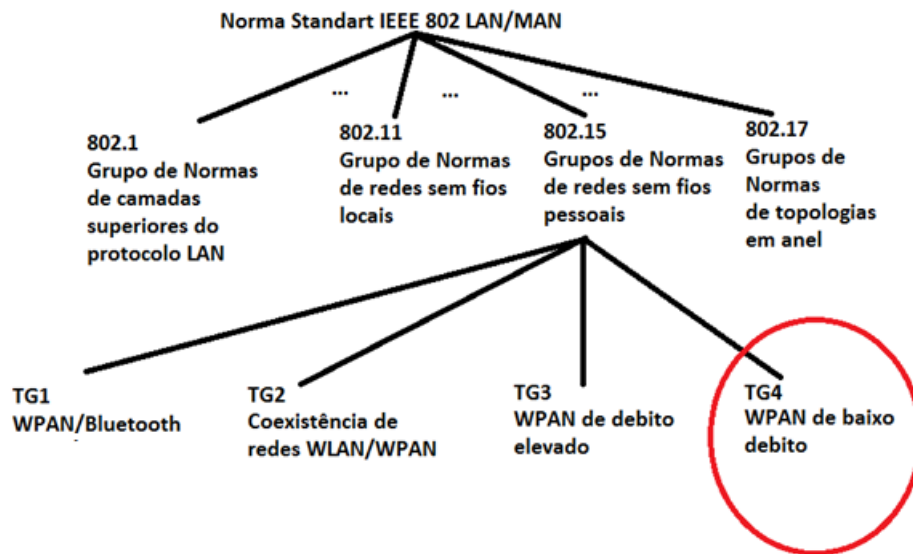 Norma Standart IEEE 802 LAN/MAN
...
...
...
802.1
Grupo de Normas
de camadas
superiores do
protocolo LAN
802.11
Grupo de Normas
de redes sem fios
locais
802.15
Grupos de Normas
de redes sem fios
pessoais
802.17
Grupos de
Normas
de topologias
em anel
TG1
WPAN/Bluetooth
TG2
Coexistência de
redes WLAN/WPAN
TG3
WPAN de debito
elevado
TG4
WPAN de baixo
debito